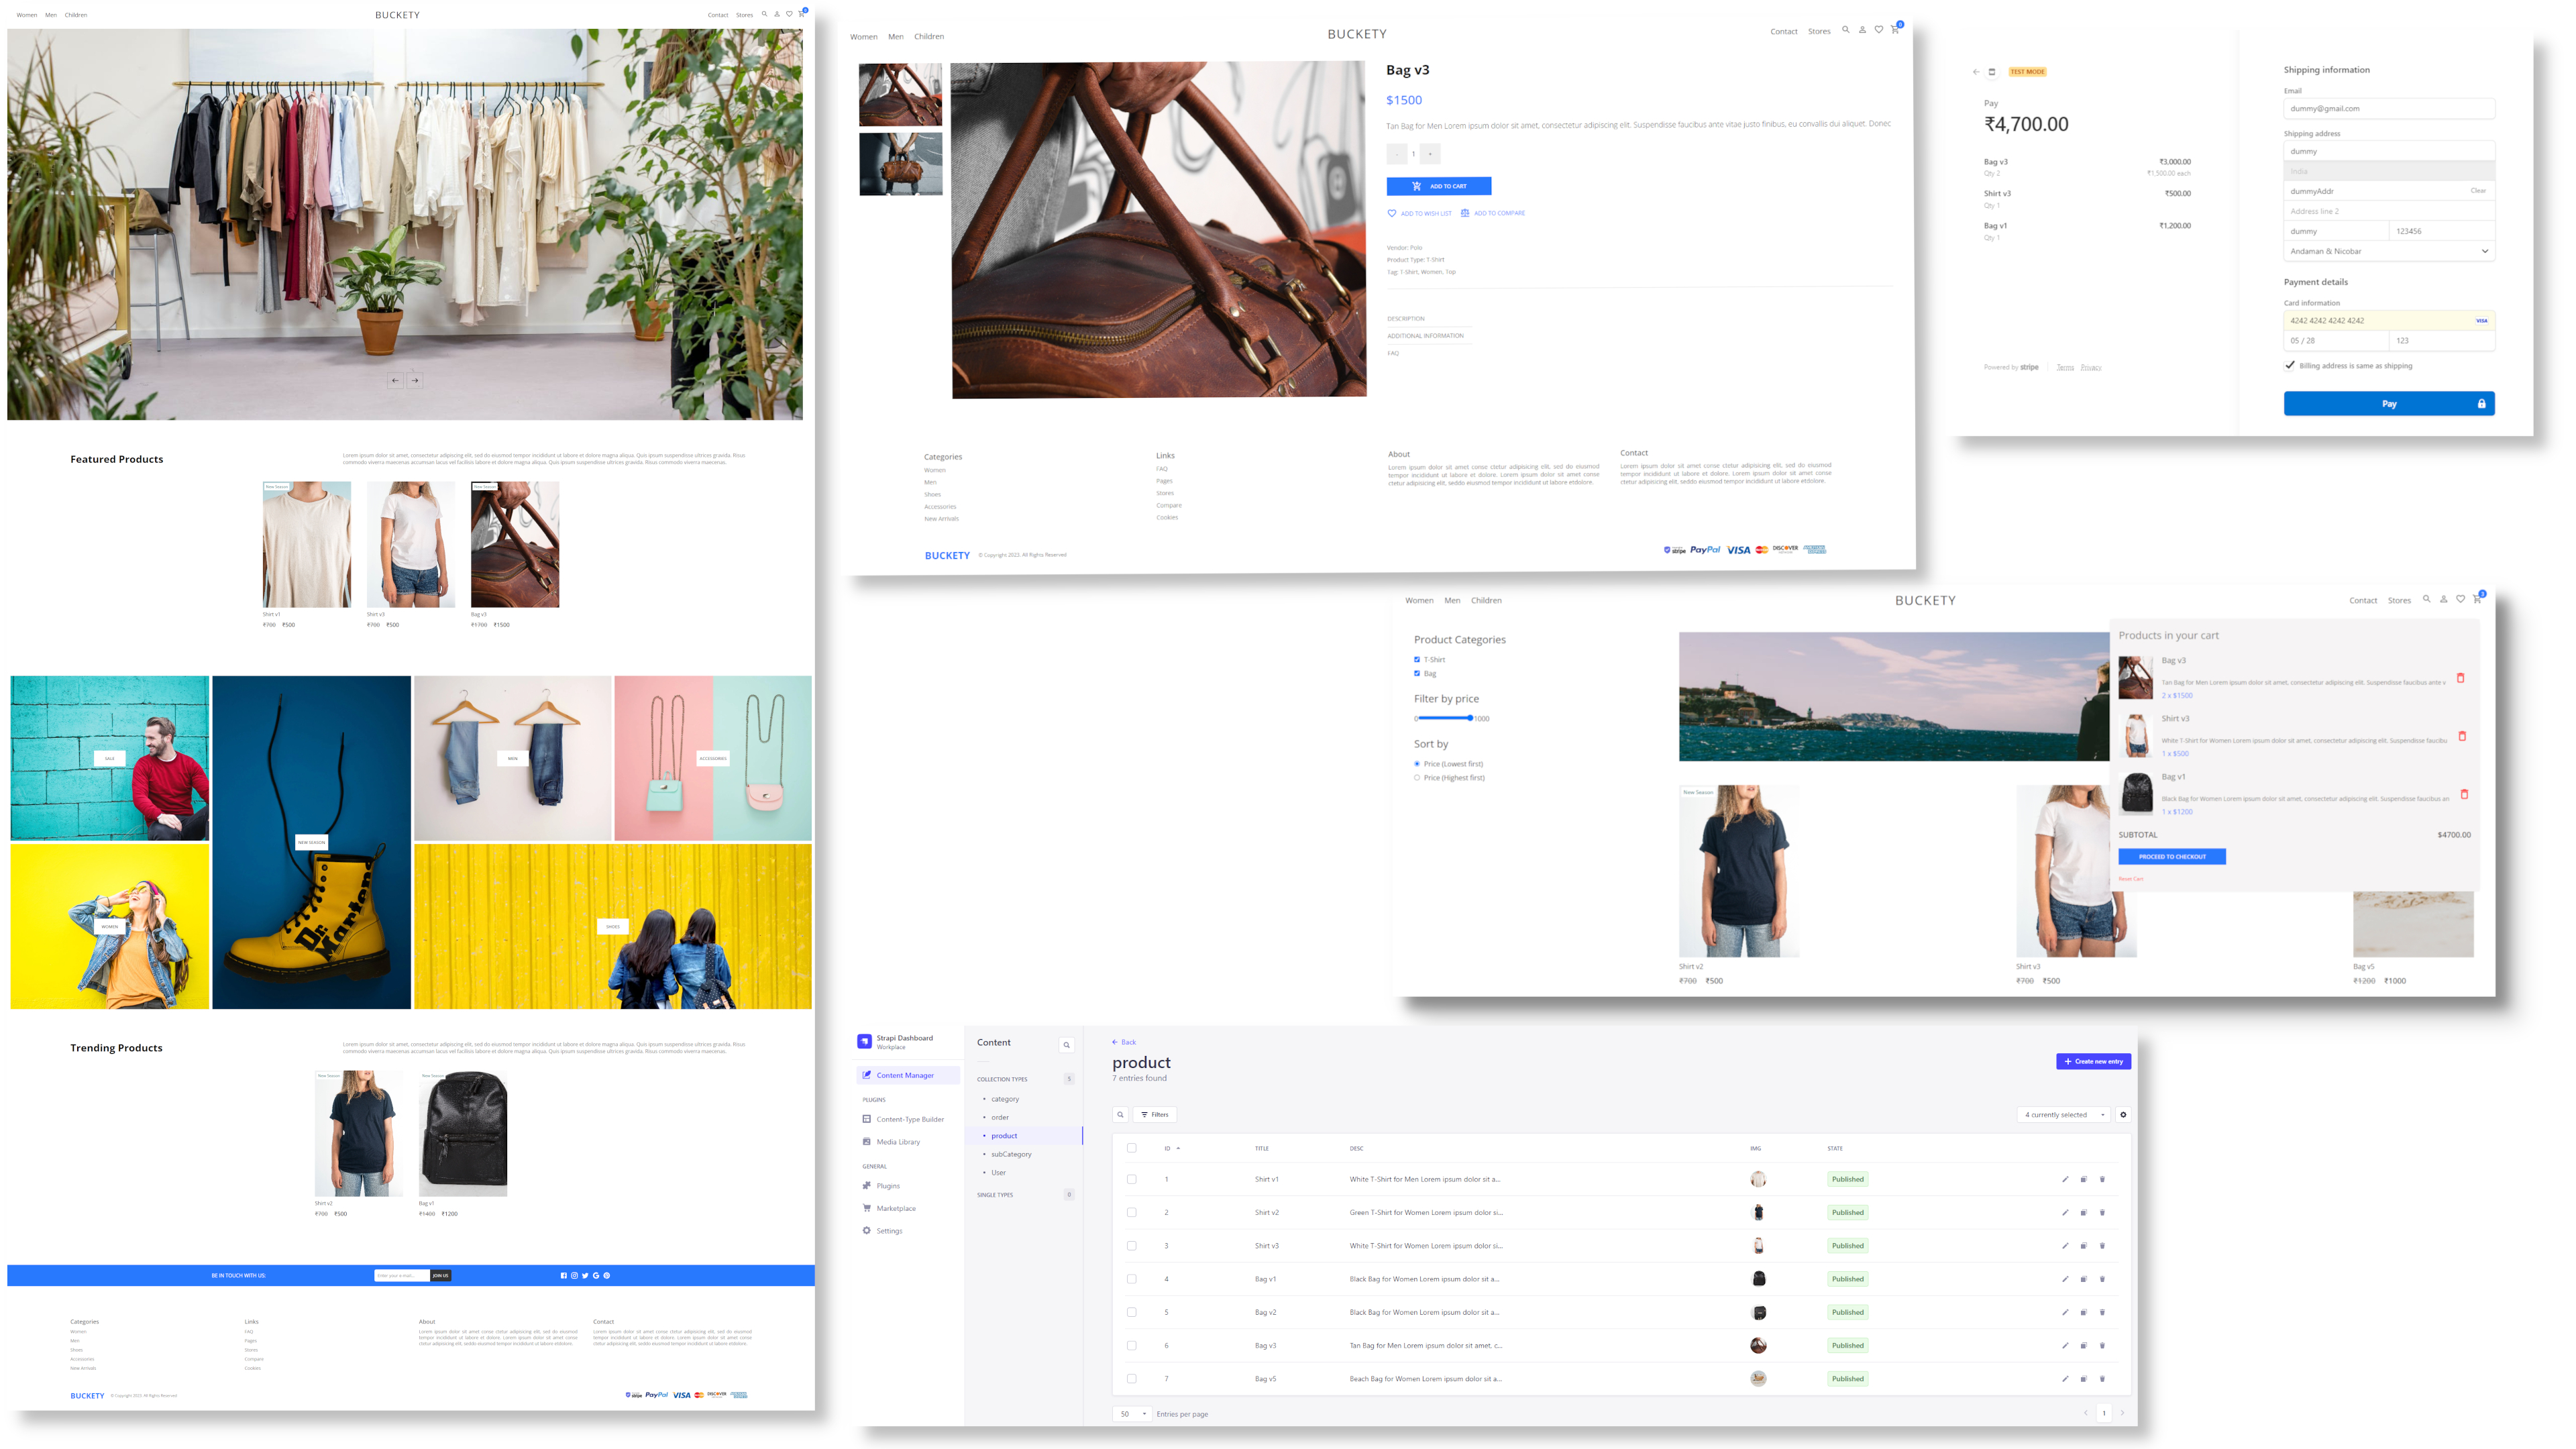 Women Men Children
BUCKETY
Contact Stores 0
Featured Products
Lorem ipsum dolor sit amet, consectetur adipiscing elit, sed do eiusmod tempor incididunt ut labore et dolore magna aliqua. Quis ipsum suspendisse ultrices gravida. Risus
commodo viverra maecenas accumsan lacus vel facilisis labore et dolore magna aliqua. Quis ipsum suspendisse ultrices gravida. Risus commodo viverra maecenas.
New Season
New Season
Shirt v1
₹700 ₹500
Shirt v3
₹700 ₹500
Bag v3
₹1700 ₹1500
SALE
NEW SEASON
MEN
ACCESSORIES
WOMEN
SHOES
Dr. Marten
Trending Products
Lorem ipsum dolor sit amet, consectetur adipiscing elit, sed do eiusmod tempor incididunt ut labore et dolore magna aliqua. Quis ipsum suspendisse ultrices gravida. Risus
commodo viverra maecenas accumsan lacus vel facilisis labore et dolore magna aliqua. Quis ipsum suspendisse ultrices gravida. Risus commodo viverra maecenas.
New Season
New Season
Shirt v2
₹700 ₹500
Bag v1
₹1400 ₹1200
BE IN TOUCH WITH US:
Enter your e-mail...
JOIN US
Categories
Women
Men
Shoes
Accessories
New Arrivals
Links
FAQ
Pages
Stores
Compare
Cookies
About
Lorem ipsum dolor sit amet conse ctetur adipisicing elit, sed do eiusmod
tempor incididunt ut labore et dolore. Lorem ipsum dolor sit amet conse
ctetur adipisicing elit, seddo eiusmod tempor incididunt ut labore etdolore.
Contact
Lorem ipsum dolor sit amet conse ctetur adipisicing elit, sed do eiusmod
tempor incididunt ut labore et dolore. Lorem ipsum dolor sit amet conse
ctetur adipisicing elit, seddo eiusmod tempor incididunt ut labore etdolore.
BUCKETY
© Copyright 2023. All Rights Reserved
stripe PayPal VISA DISCOVER
Women Men Children
BUCKETY
Contact Stores 0
Bag v3
$1500
Tan Bag for Men Lorem ipsum dolor sit amet, consectetur adipiscing elit. Suspendisse faucibus ante vitae justo finibus, eu convallis dui aliquet. Donec
- 1 +
ADD TO CART
ADD TO WISH LIST ADD TO COMPARE
Vendor: Polo
Product Type: T-Shirt
Tag: T-Shirt, Women, Top
DESCRIPTION
ADDITIONAL INFORMATION
FAQ
Categories
Women
Men
Shoes
Accessories
New Arrivals
Links
FAQ
Pages
Stores
Compare
Cookies
About
Lorem ipsum dolor sit amet conse ctetur adipisicing elit, sed do eiusmod
tempor incididunt ut labore et dolore. Lorem ipsum dolor sit amet conse
ctetur adipisicing elit, seddo eiusmod tempor incididunt ut labore etdolore.
Contact
Lorem ipsum dolor sit amet conse ctetur adipisicing elit, sed do eiusmod
tempor incididunt ut labore et dolore. Lorem ipsum dolor sit amet conse
ctetur adipisicing elit, seddo eiusmod tempor incididunt ut labore etdolore.
BUCKETY
© Copyright 2023. All Rights Reserved
stripe PayPal VISA DISCOVER
TEST MODE
Pay
₹4,700.00
Bag v3 ₹3,000.00
Qty 2 ₹1,500.00 each
Shirt v3 ₹500.00
Qty 1
Bag v1 ₹1,200.00
Qty 1
Powered by stripe Terms Privacy
Shipping information
Email
dummy@gmail.com
Shipping address
dummy
India
dummyAddr Clear
Address line 2
dummy 123456
Andaman & Nicobar
Payment details
Card information
4242 4242 4242 4242 VISA
05 / 28 123
Billing address is same as shipping
Pay
Women Men Children
BUCKETY
Contact Stores 3
Product Categories
T-Shirt
Bag
Filter by price
0 1000
Sort by
Price (Lowest first)
Price (Highest first)
Products in your cart
Bag v3
Tan Bag for Men Lorem ipsum dolor sit amet, consectetur adipiscing elit. Suspendisse faucibus ante v
2 x $1500
Shirt v3
White T-Shirt for Women Lorem ipsum dolor sit amet, consectetur adipiscing elit. Suspendisse faucibu
1 x $500
Bag v1
Black Bag for Women Lorem ipsum dolor sit amet, consectetur adipiscing elit. Suspendisse faucibus an
1 x $1200
SUBTOTAL $4700.00
PROCEED TO CHECKOUT
Reset Cart
New Season
Shirt v2
₹700 ₹500
Shirt v3
₹700 ₹500
Bag v5
₹1200 ₹1000
Strapi Dashboard
Workplace
Content Manager
PLUGINS
Content-Type Builder
Media Library
GENERAL
Plugins
Marketplace
Settings
Content
COLLECTION TYPES 5
category
order
product
subCategory
User
SINGLE TYPES 0
Back
product
7 entries found
Create new entry
Filters
4 currently selected
ID TITLE DESC IMG STATE
1 Shirt v1 White T-Shirt for Men Lorem ipsum dolor sit a... Published
2 Shirt v2 Green T-Shirt for Women Lorem ipsum dolor si... Published
3 Shirt v3 White T-Shirt for Women Lorem ipsum dolor si... Published
4 Bag v1 Black Bag for Women Lorem ipsum dolor sit a... Published
5 Bag v2 Black Bag for Women Lorem ipsum dolor sit a... Published
6 Bag v3 Tan Bag for Men Lorem ipsum dolor sit amet, c... Published
7 Bag v5 Beach Bag for Women Lorem ipsum dolor sit a... Published
50 Entries per page
1